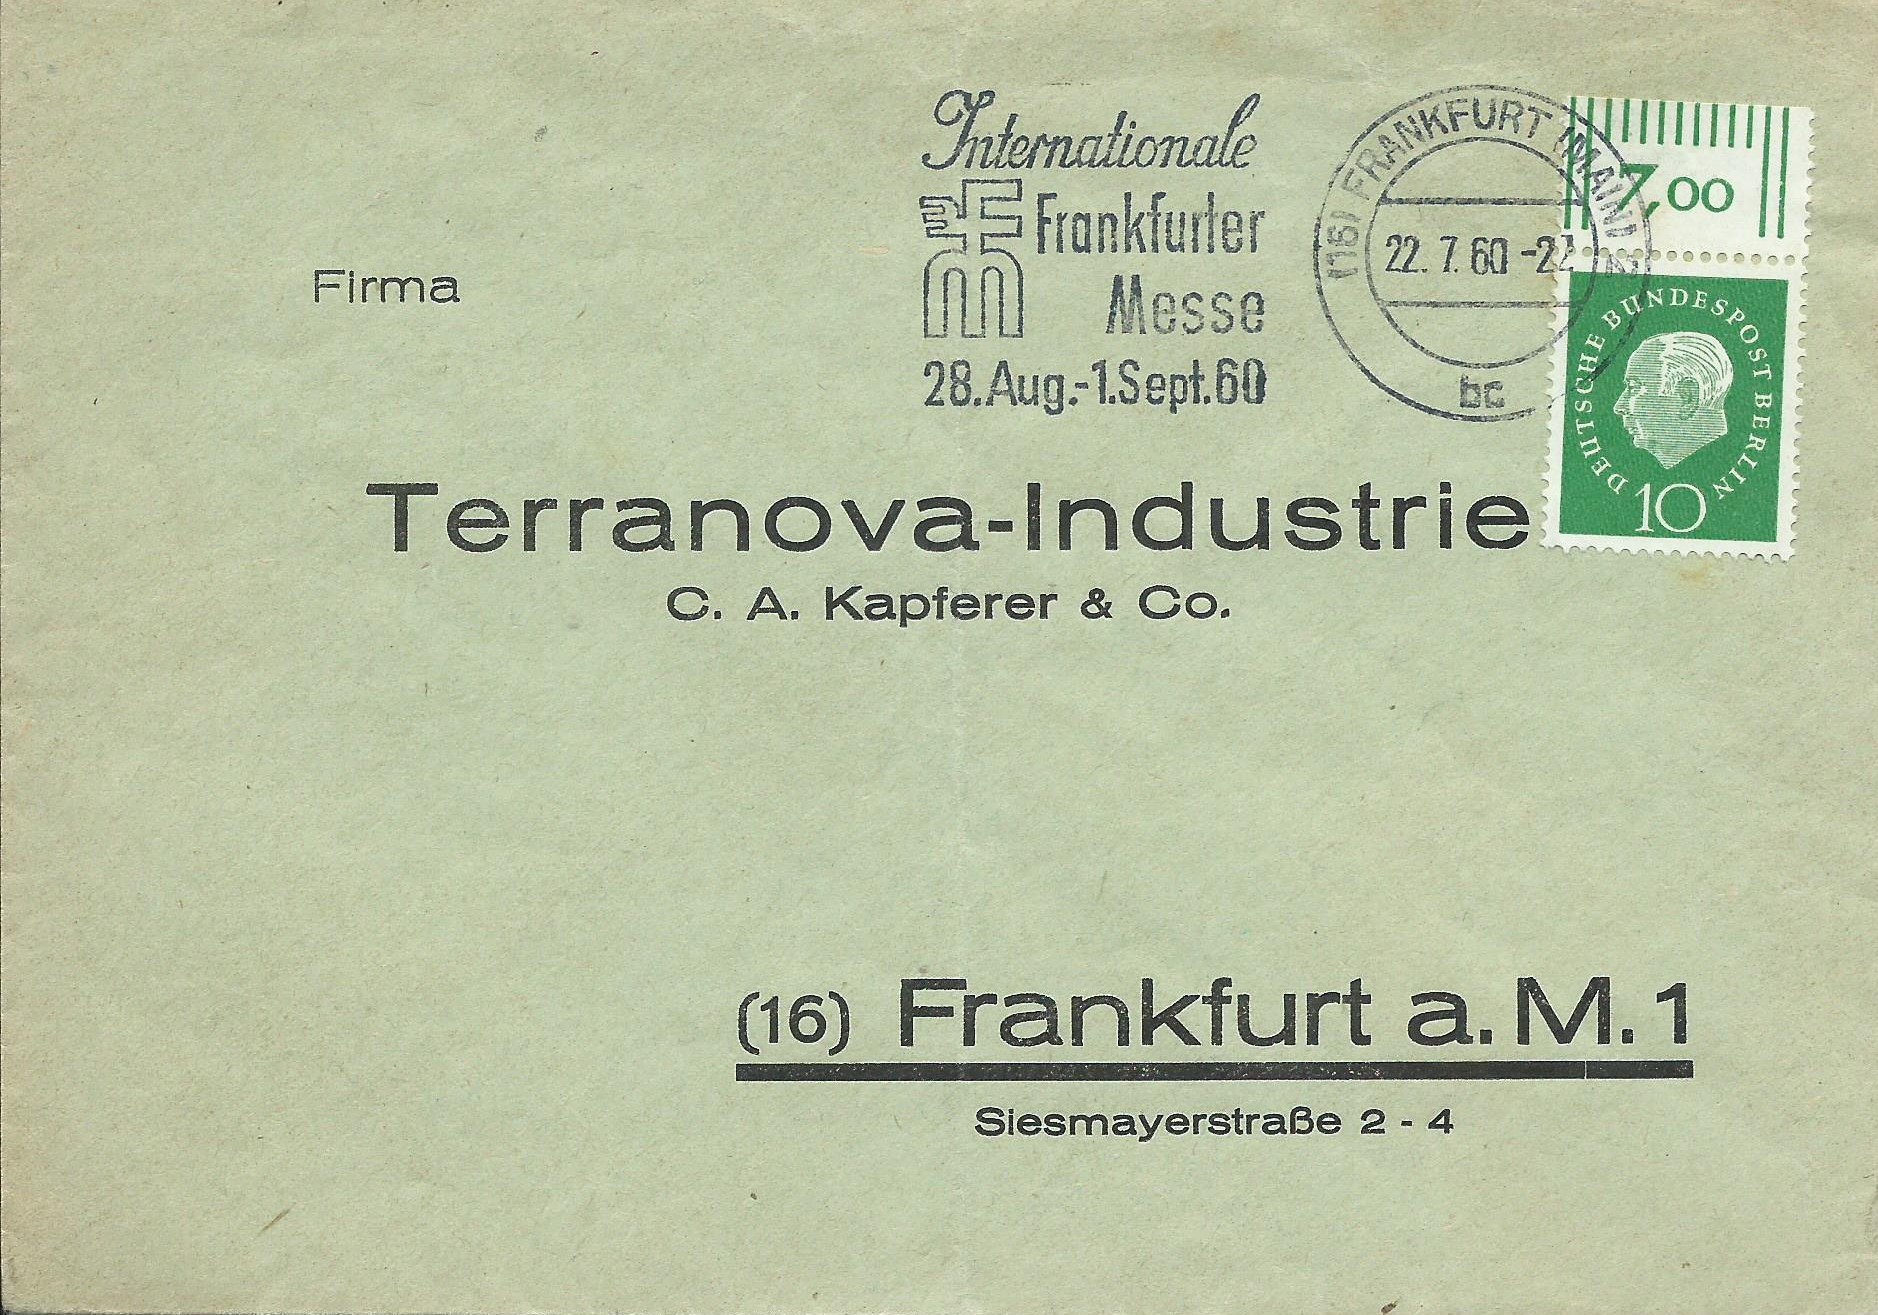 Internationale
Frankfurter
Messe
28.Aug.-1.Sept.60
(16) FRANKFURT (MAIN) 2
22. 7. 60 -22
bc
7,00
DEUTSCHE BUNDESPOST BERLIN
10
Firma
Terranova-Industrie
C. A. Kapferer & Co.
(16) Frankfurt a. M. 1
Siesmayerstraße 2 - 4